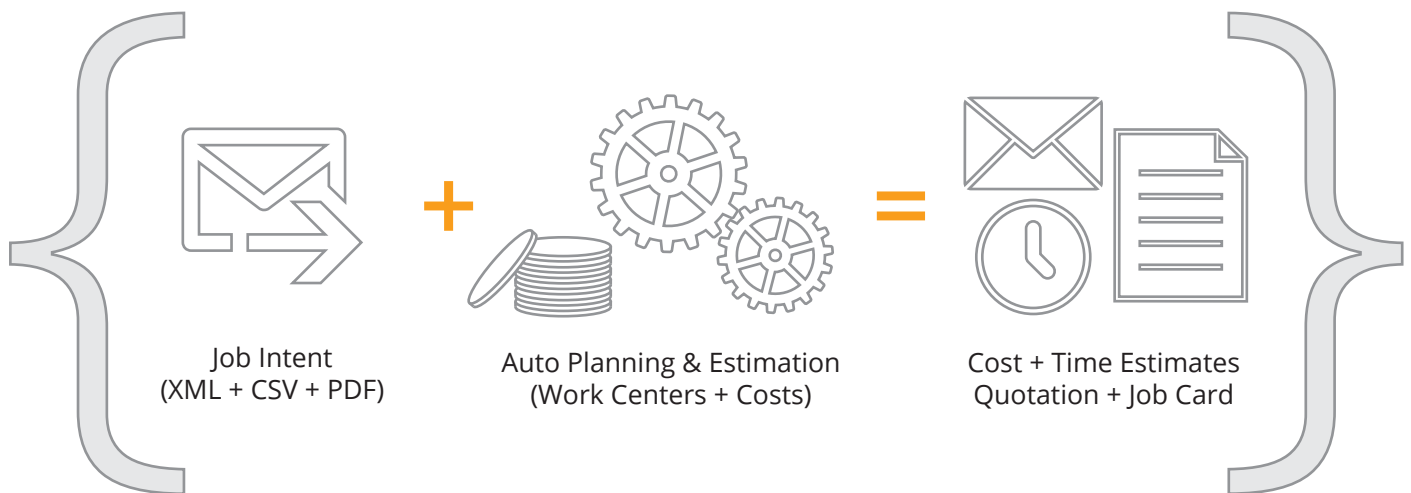 Job Intent
(XML + CSV + PDF)
+
Auto Planning & Estimation
(Work Centers + Costs)
=
Cost + Time Estimates
Quotation + Job Card